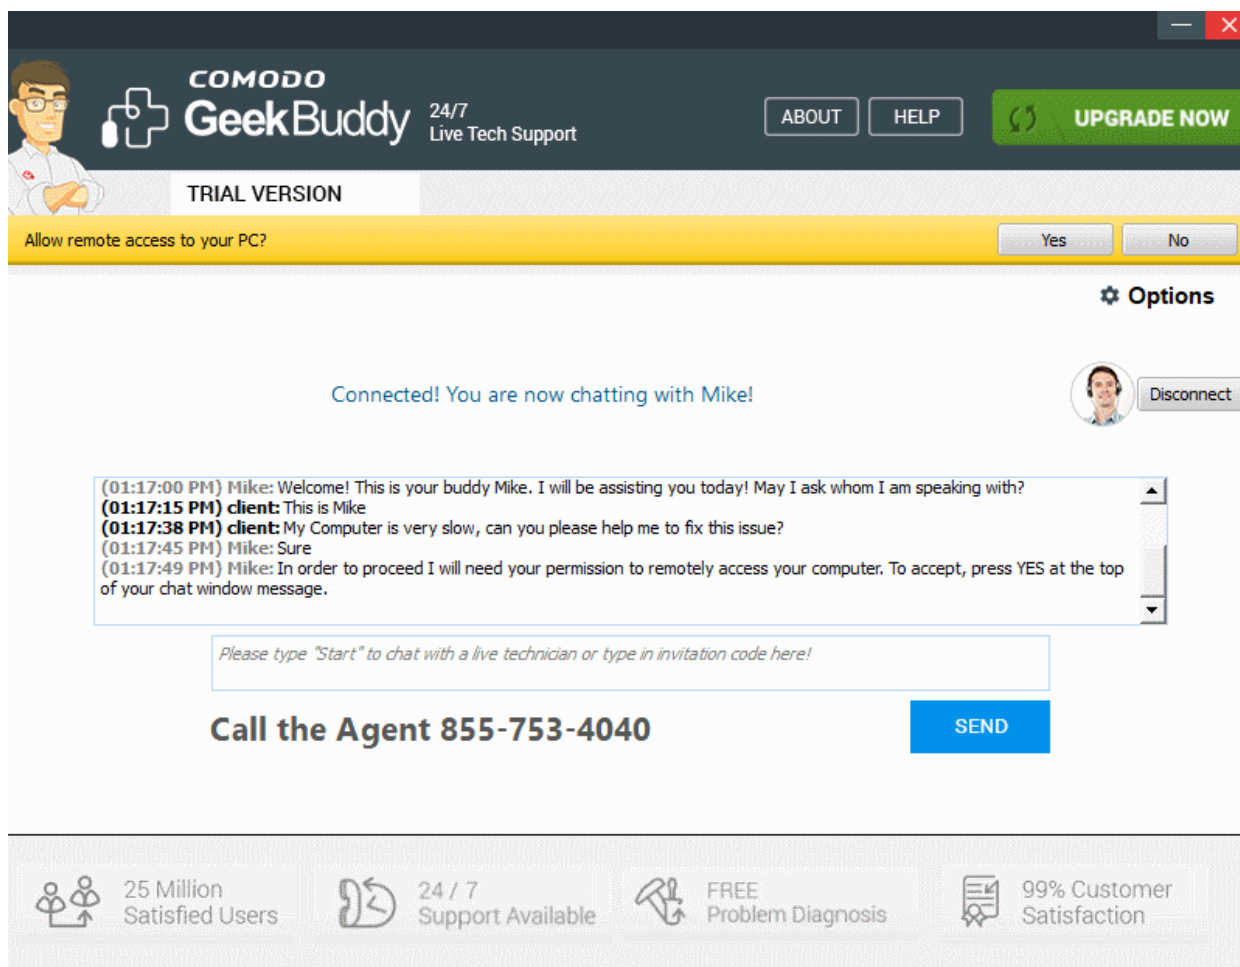 COMODO
GeekBuddy
24/7
Live Tech Support
ABOUT
HELP
UPGRADE NOW
TRIAL VERSION
Allow remote access to your PC?
Yes
No
Options
Connected! You are now chatting with Mike!
Disconnect
(01:17:00 PM) Mike: Welcome! This is your buddy Mike. I will be assisting you today! May I ask whom I am speaking with?
(01:17:15 PM) client: This is Mike
(01:17:38 PM) client: My Computer is very slow, can you please help me to fix this issue?
(01:17:45 PM) Mike: Sure
(01:17:49 PM) Mike: In order to proceed I will need your permission to remotely access your computer. To accept, press YES at the top
of your chat window message.
Please type "Start" to chat with a live technician or type in invitation code here!
Call the Agent 855-753-4040
SEND
25 Million
Satisfied Users
24 / 7
Support Available
FREE
Problem Diagnosis
99% Customer
Satisfaction